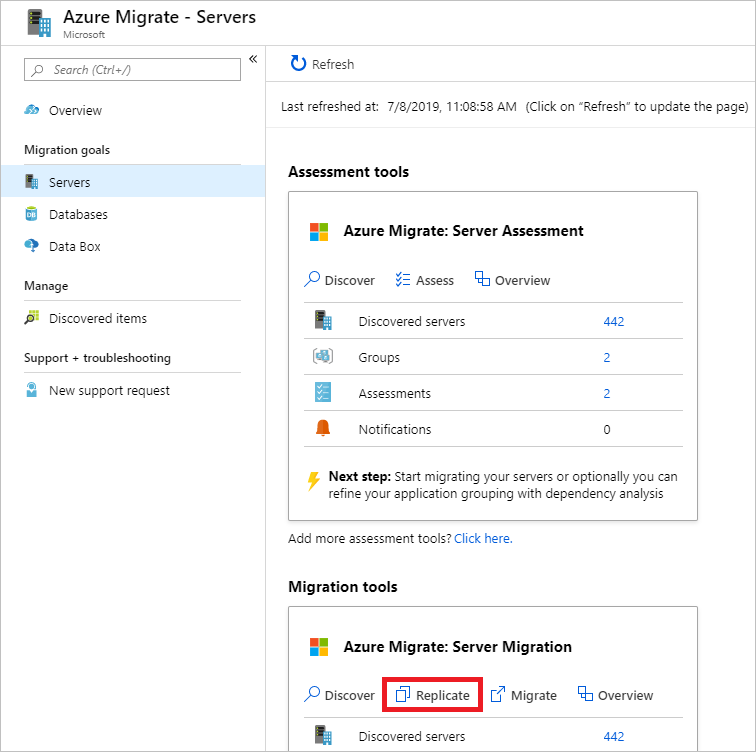 Azure Migrate - Servers
Microsoft
Search (Ctrl+/)
«
Overview
Migration goals
Servers
Databases
Data Box
Manage
Discovered items
Support + troubleshooting
New support request
Refresh
Last refreshed at: 7/8/2019, 11:08:58 AM (Click on “Refresh” to update the page)
Assessment tools
Azure Migrate: Server Assessment
Discover Assess Overview
Discovered servers 442
Groups 2
Assessments 2
Notifications 0
Next step: Start migrating your servers or optionally you can
refine your application grouping with dependency analysis
Add more assessment tools? Click here.
Migration tools
Azure Migrate: Server Migration
Discover Replicate Migrate Overview
Discovered servers 442